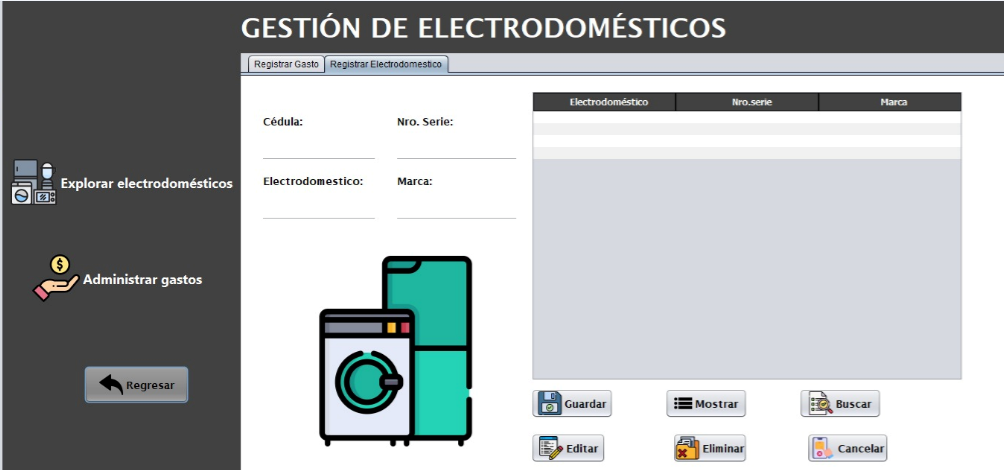 GESTIÓN DE ELECTRODOMÉSTICOS
Registrar Gasto Registrar Electrodomestico
Electrodoméstico Nro.serie Marca
Cédula: Nro. Serie:
Electrodomestico: Marca:
Explorar electrodomésticos
Administrar gastos
Regresar
Guardar Mostrar Buscar
Editar Eliminar Cancelar